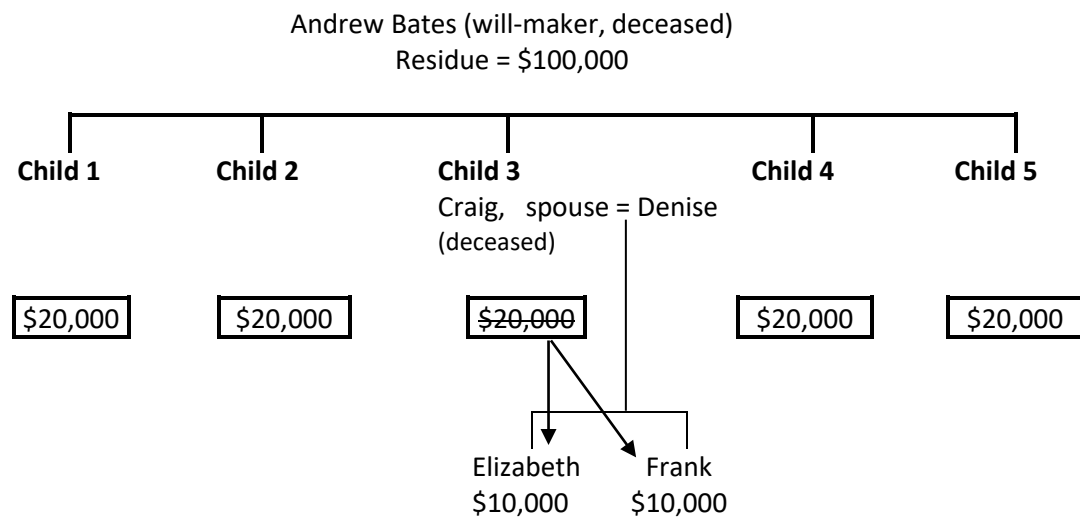 Andrew Bates (will-maker, deceased)
Residue = $100,000
Child 1
Child 2
Child 3
Child 4
Child 5
Craig, spouse = Denise
(deceased)
$20,000
$20,000
$20,000
$20,000
$20,000
Elizabeth
Frank
$10,000
$10,000